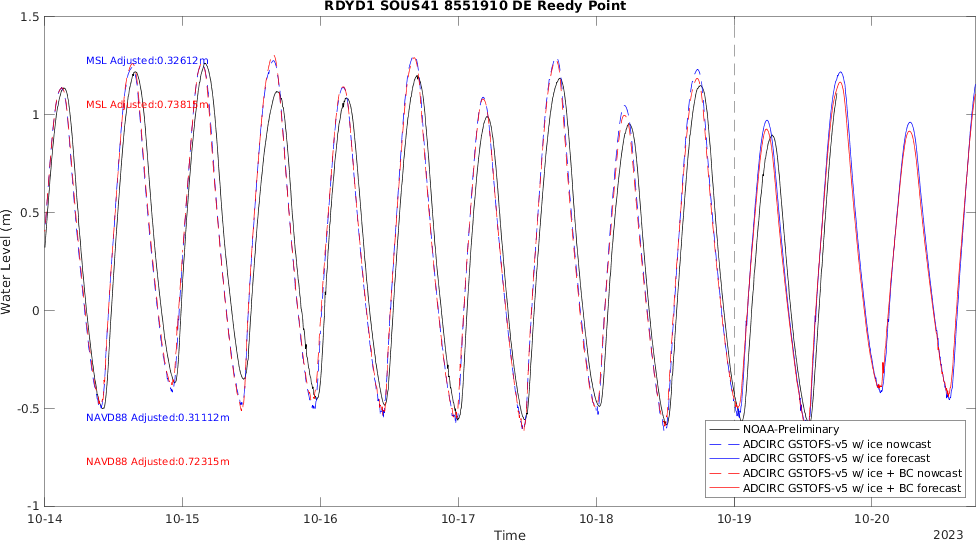 RDYD1 SOUS41 8551910 DE Reedy Point
1.5
MSL Adjusted:0.32612m
MSL Adjusted:0.73815m
1
0.5
Water Level (m)
0
-0.5
NAVD88 Adjusted:0.31112m
NAVD88 Adjusted:0.72315m
-1
NOAA-Preliminary
ADCIRC GSTOFS-v5 w/ ice nowcast
ADCIRC GSTOFS-v5 w/ ice forecast
ADCIRC GSTOFS-v5 w/ ice + BC nowcast
ADCIRC GSTOFS-v5 w/ ice + BC forecast
10-14 10-15 10-16 10-17 10-18 10-19 10-20
Time
2023